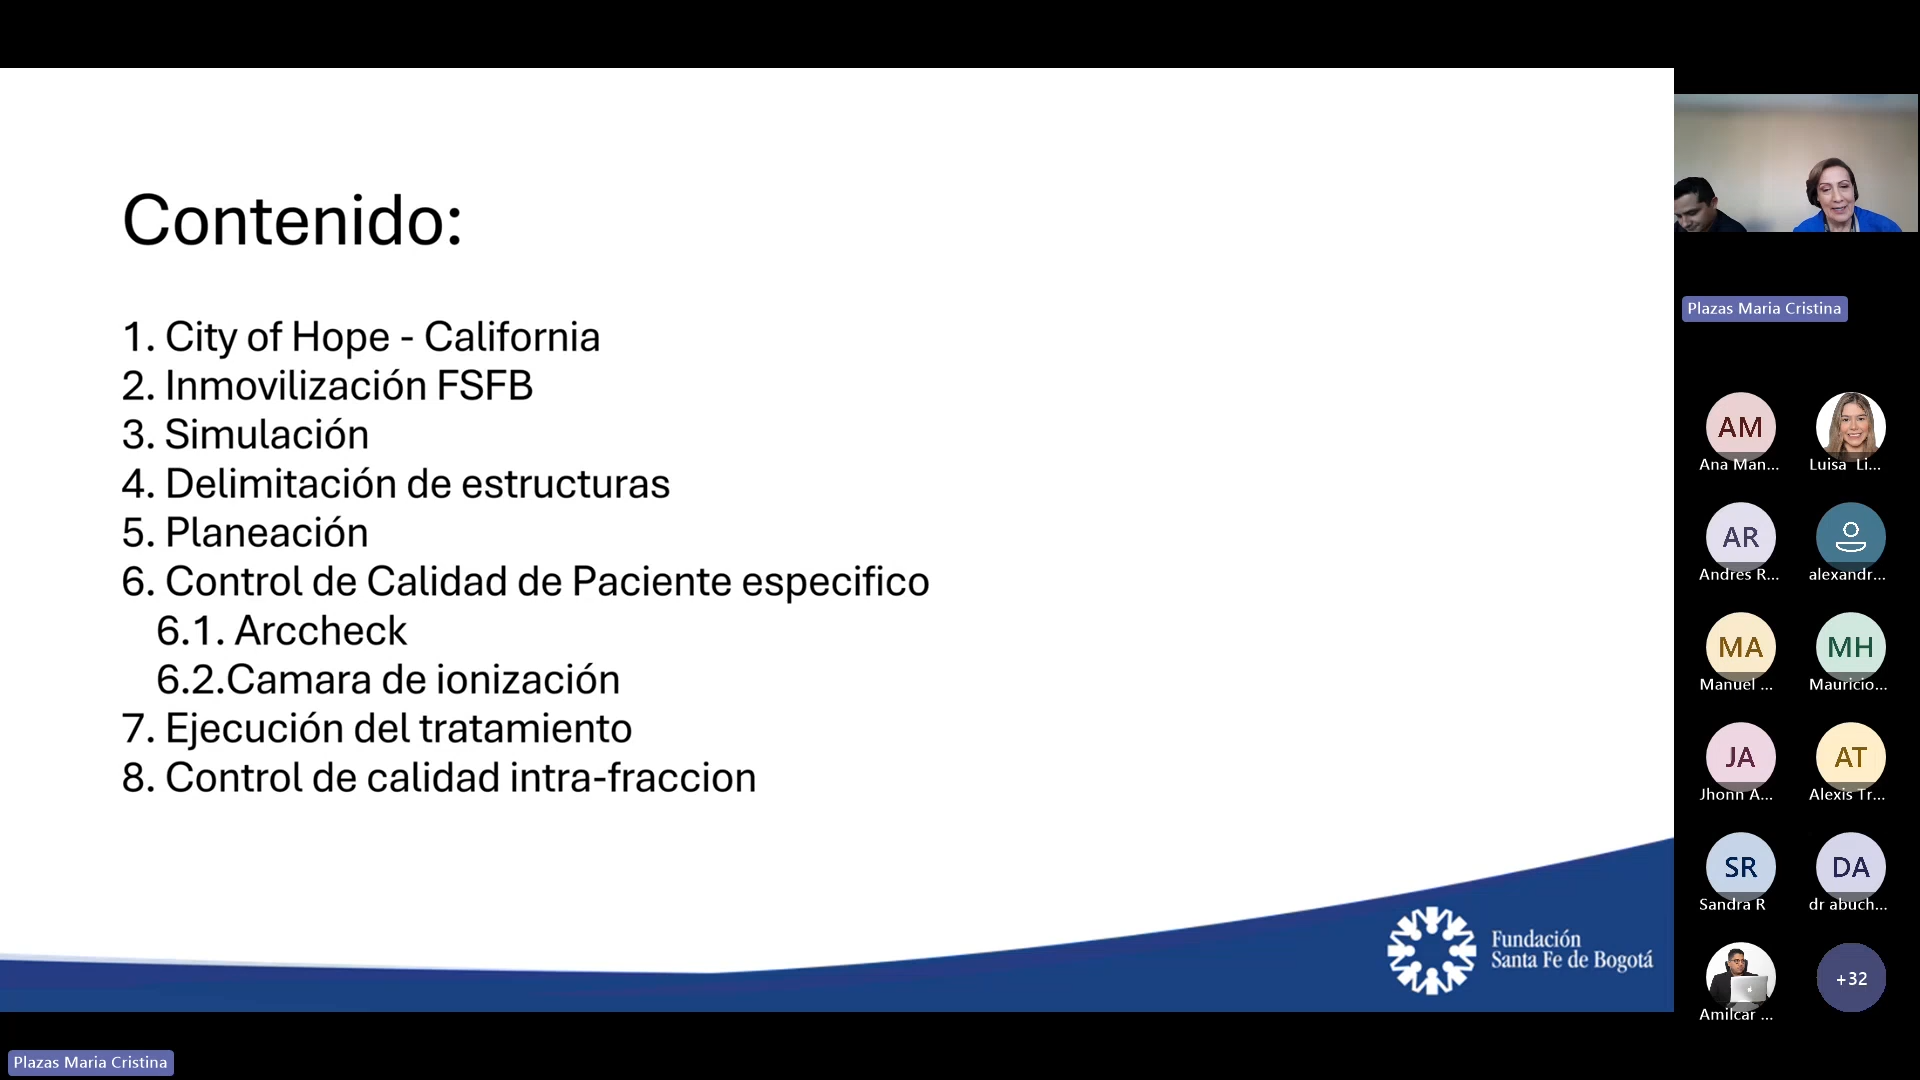 Contenido:
1. City of Hope - California
2. Inmovilización FSFB
3. Simulación
4. Delimitación de estructuras
5. Planeación
6. Control de Calidad de Paciente especifico
6.1. Arccheck
6.2.Camara de ionización
7. Ejecución del tratamiento
8. Control de calidad intra-fraccion
Fundación
Santa Fe de Bogotá
Plazas Maria Cristina
Plazas Maria Cristina
AM
Ana Man...
Luisa Li...
AR
Andres R...
alexandr...
MA
Manuel ...
MH
Mauricio...
JA
Jhonn A...
AT
Alexis Tr...
SR
Sandra R
DA
dr abuch...
Amilcar ...
+32